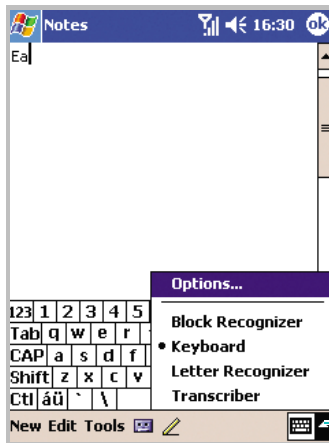 Notes 16:30 ok
Ea
Options...
Block Recognizer
Keyboard
Letter Recognizer
Transcriber
123 1 2 3 4 5
Tab q w e r
CAP a s d f
Shift z x c v
Ctl áü ` \
New Edit Tools